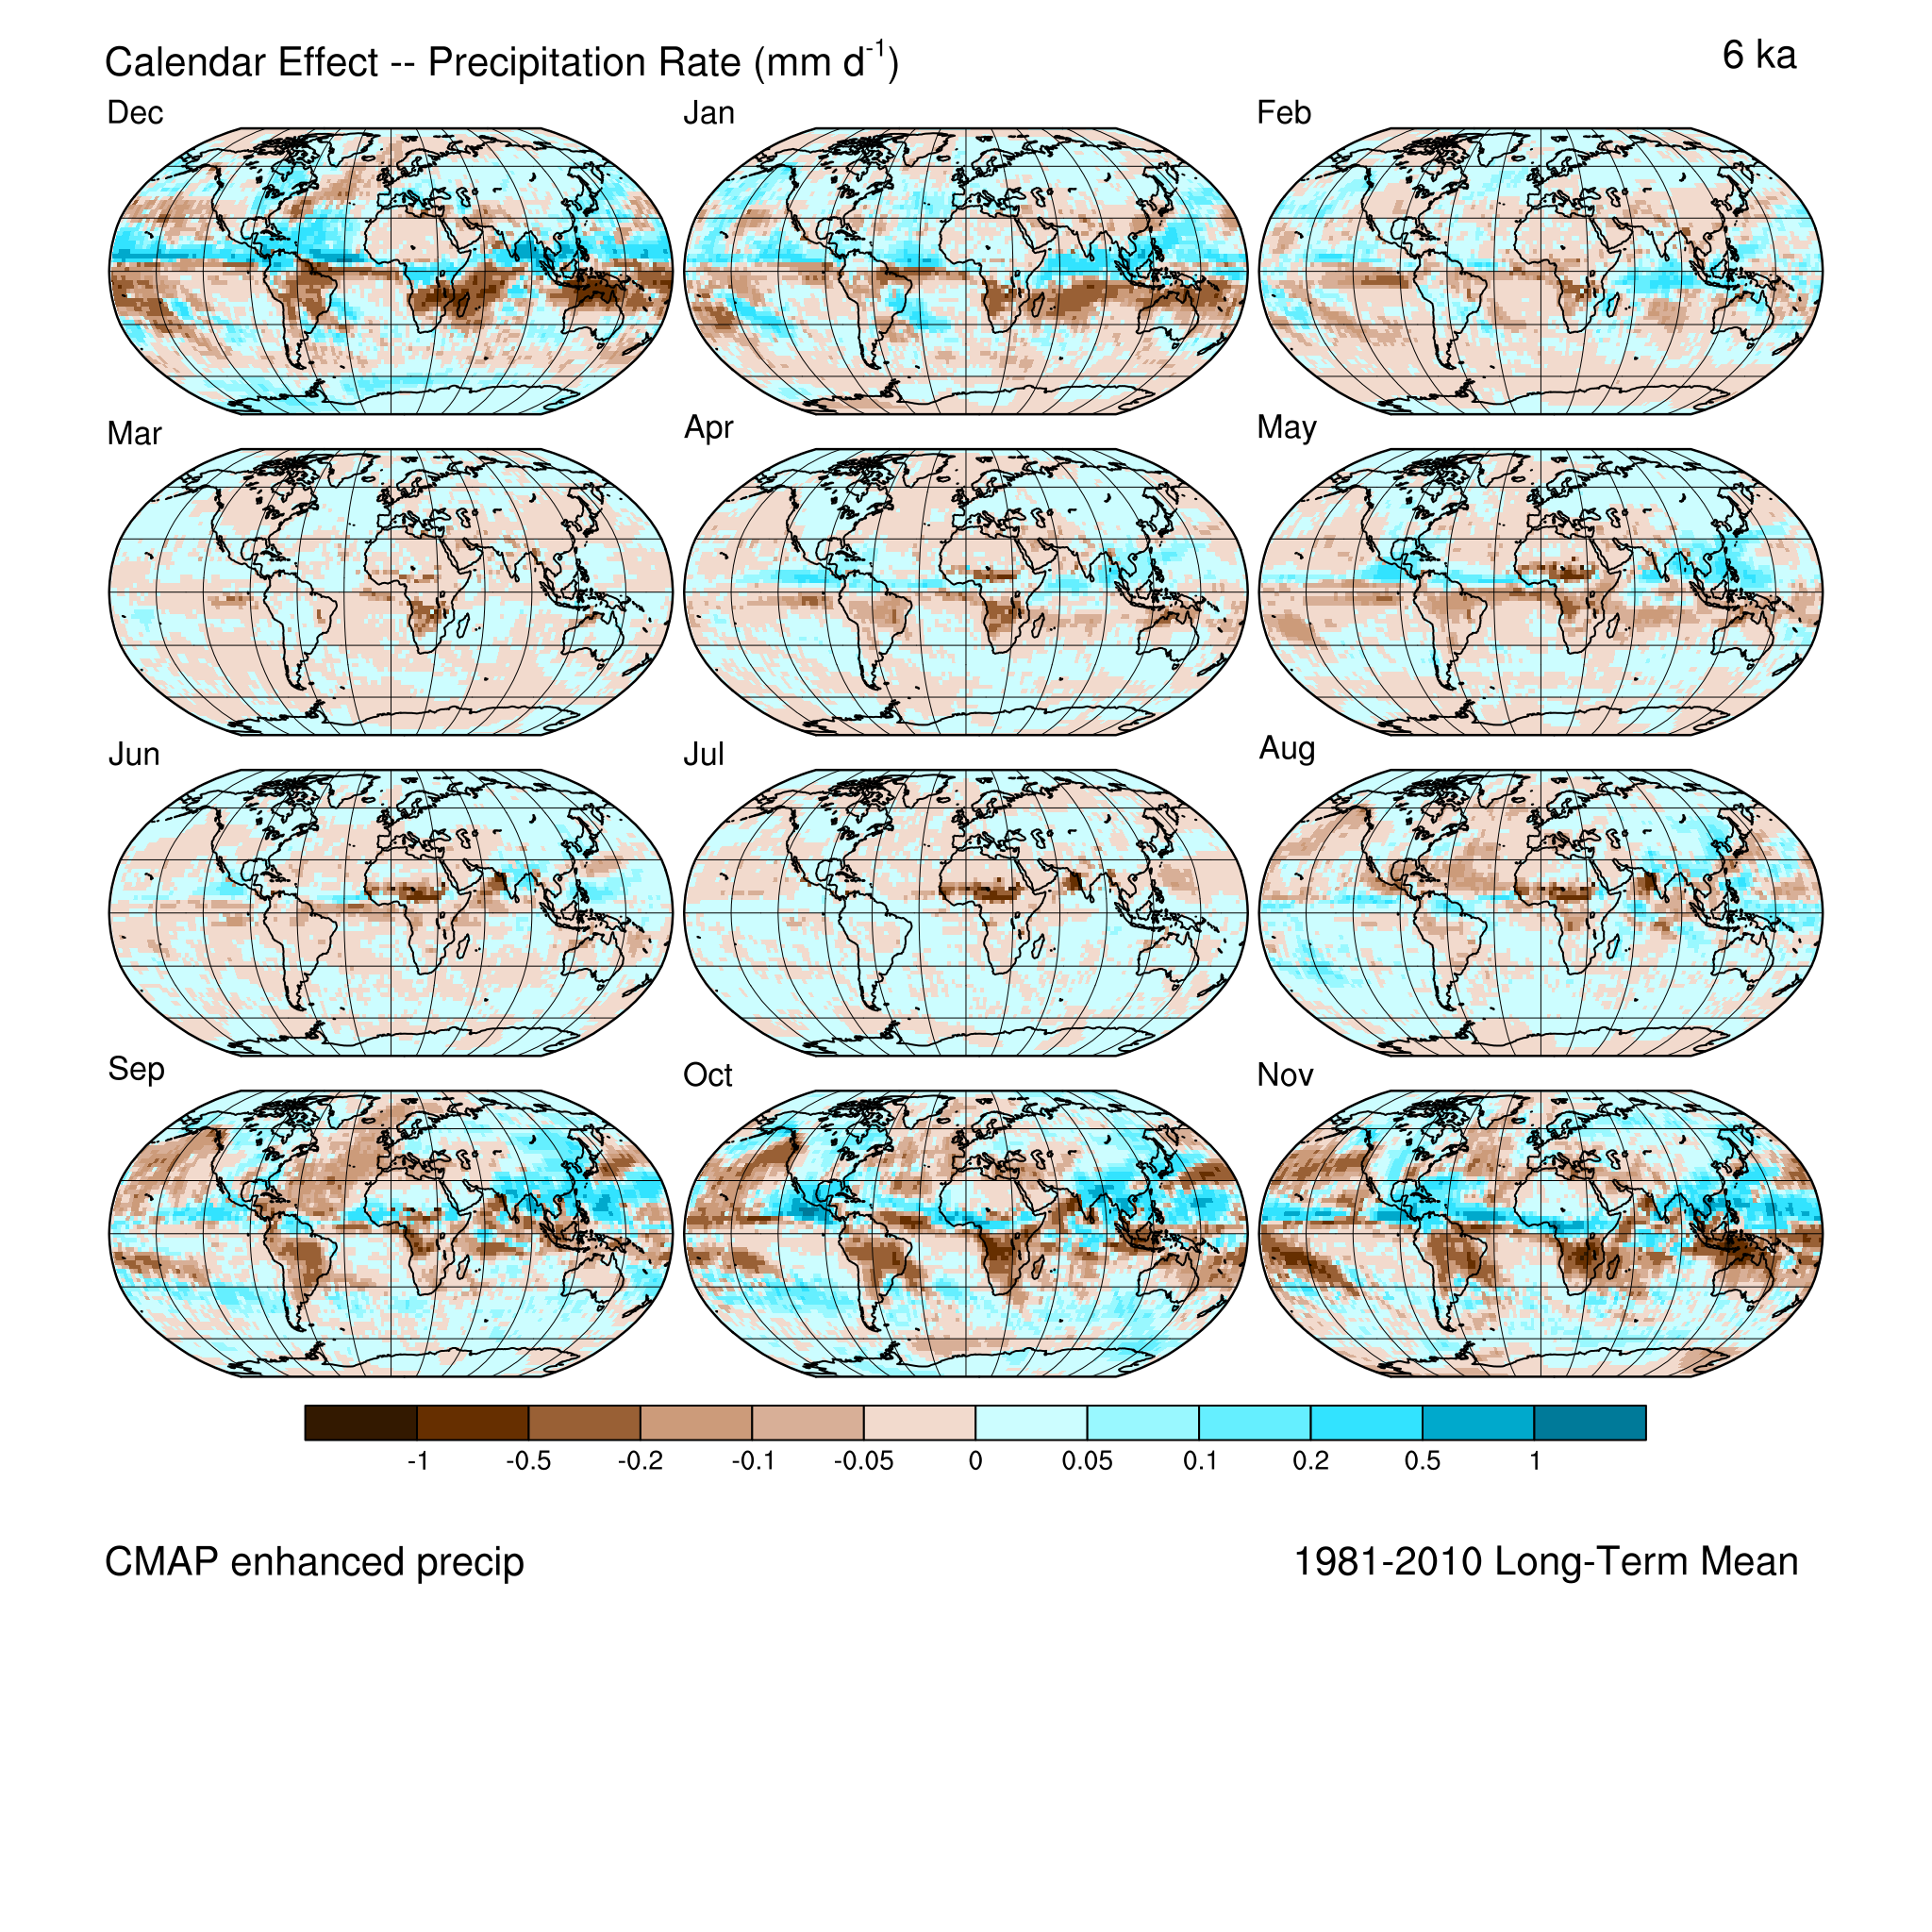 Calendar Effect -- Precipitation Rate (mm d⁻¹) 6 ka
Dec Jan Feb
Mar Apr May
Jun Jul Aug
Sep Oct Nov
-1 -0.5 -0.2 -0.1 -0.05 0 0.05 0.1 0.2 0.5 1
CMAP enhanced precip 1981-2010 Long-Term Mean